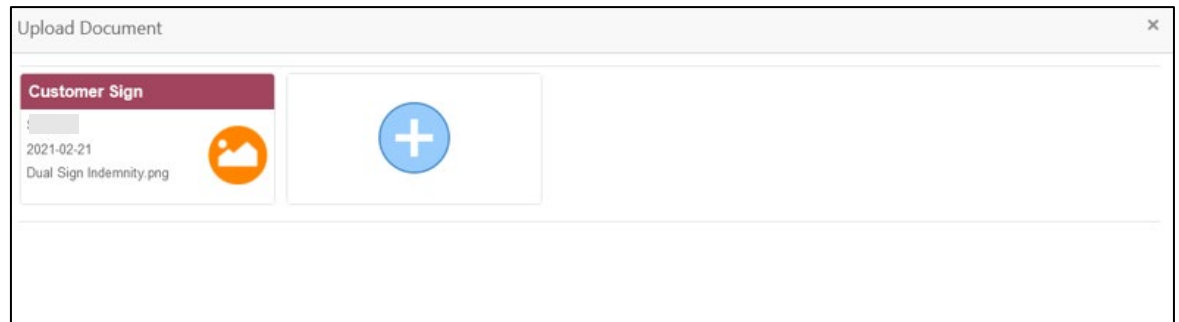 Upload Document
×
Customer Sign
2021-02-21
Dual Sign Indemnity.png